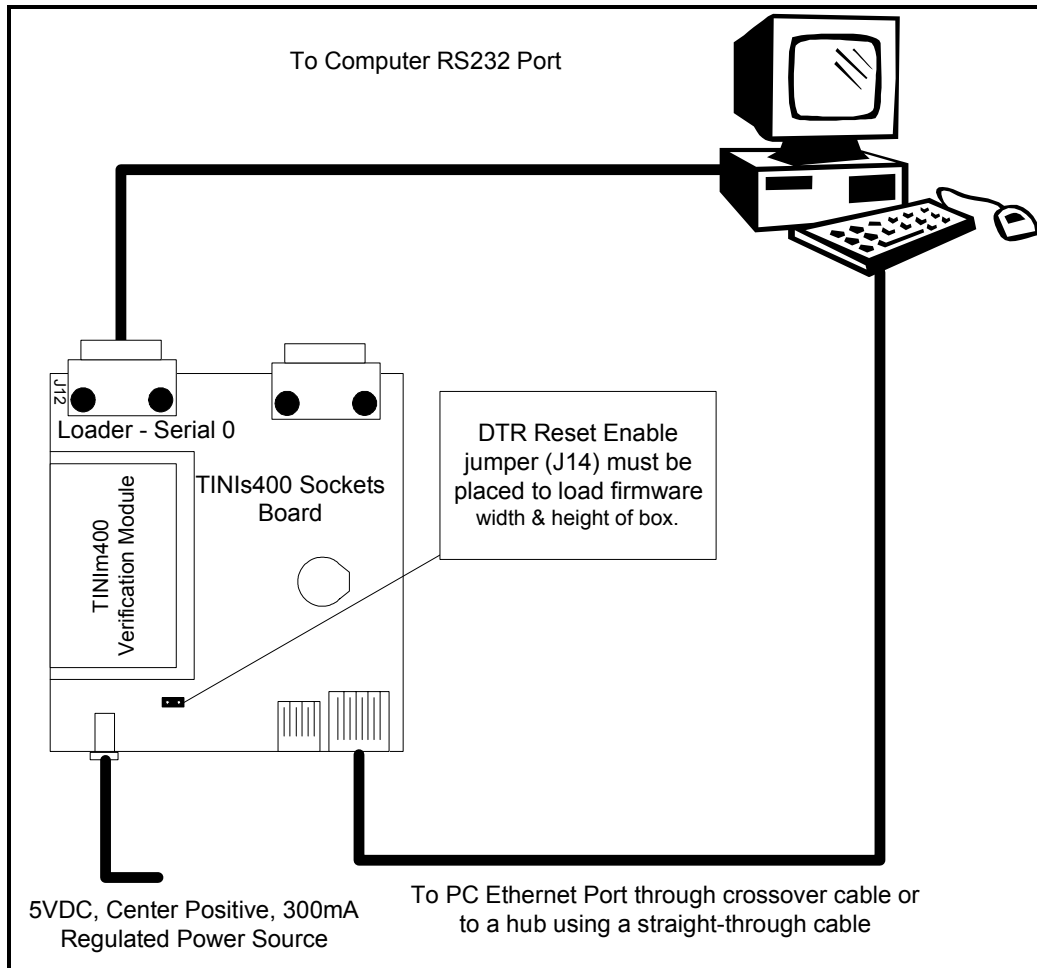 To Computer RS232 Port
J12
Loader - Serial 0
TINIs400 Sockets
Board
TINIm400
Verification Module
DTR Reset Enable
jumper (J14) must be
placed to load firmware
width & height of box.
5VDC, Center Positive, 300mA
Regulated Power Source
To PC Ethernet Port through crossover cable or
to a hub using a straight-through cable